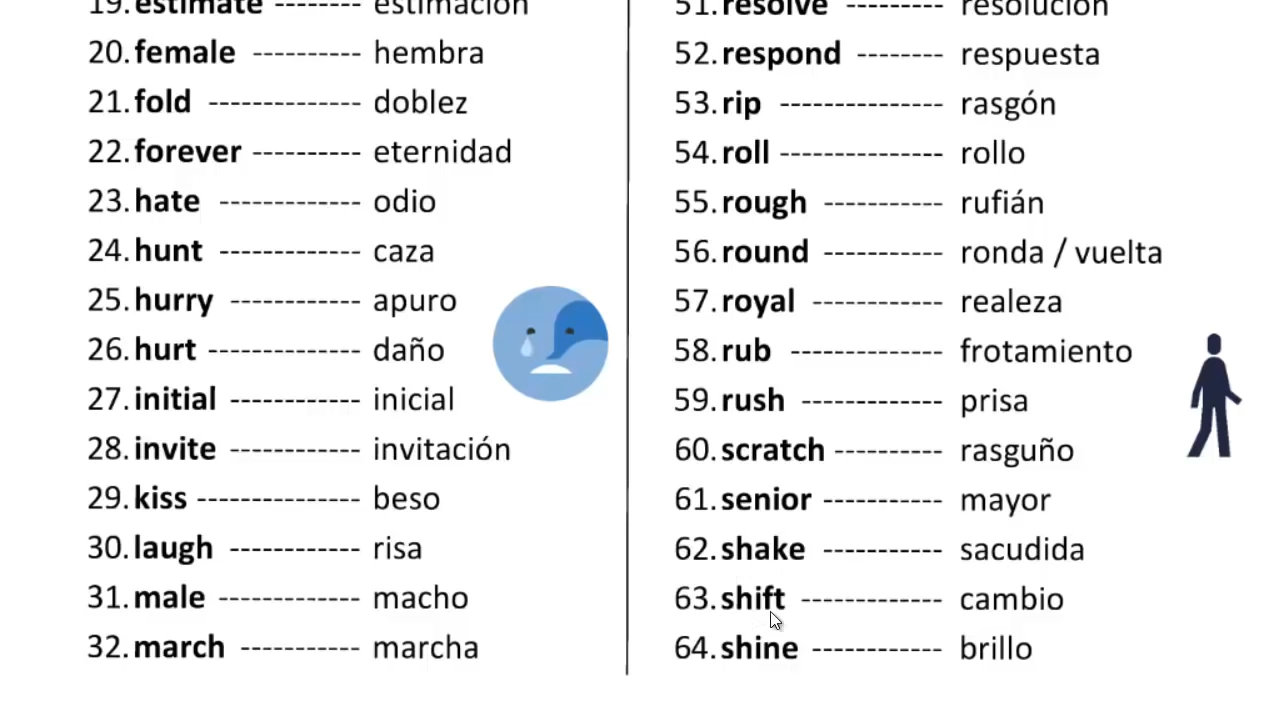 19. estimate -------- estimación
20. female ---------- hembra
21. fold -------------- doblez
22. forever ---------- eternidad
23. hate ------------- odio
24. hunt ------------- caza
25. hurry ------------ apuro
26. hurt --------------- daño
27. initial ------------ inicial
28. invite ------------ invitación
29. kiss --------------- beso
30. laugh ------------ risa
31. male ------------- macho
32. march ----------- marcha
51. resolve --------- resolución
52. respond -------- respuesta
53. rip --------------- rasgón
54. roll --------------- rollo
55. rough ----------- rufián
56. round ----------- ronda / vuelta
57. royal ------------ realeza
58. rub -------------- frotamiento
59. rush ------------- prisa
60. scratch ---------- rasguño
61. senior ----------- mayor
62. shake ----------- sacudida
63. shift ------------- cambio
64. shine ------------ brillo